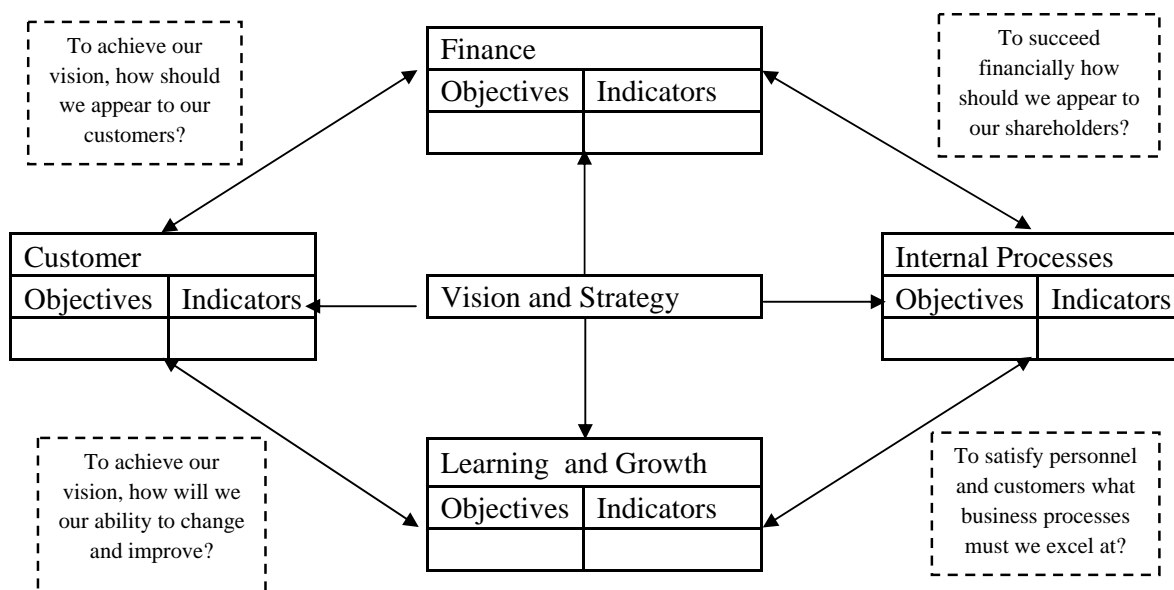 To achieve our
vision, how should
we appear to our
customers?
Finance
Objectives Indicators
To succeed
financially how
should we appear to
our shareholders?
Customer
Objectives Indicators
Vision and Strategy
Internal Processes
Objectives Indicators
To achieve our
vision, how will we
our ability to change
and improve?
Learning and Growth
Objectives Indicators
To satisfy personnel
and customers what
business processes
must we excel at?